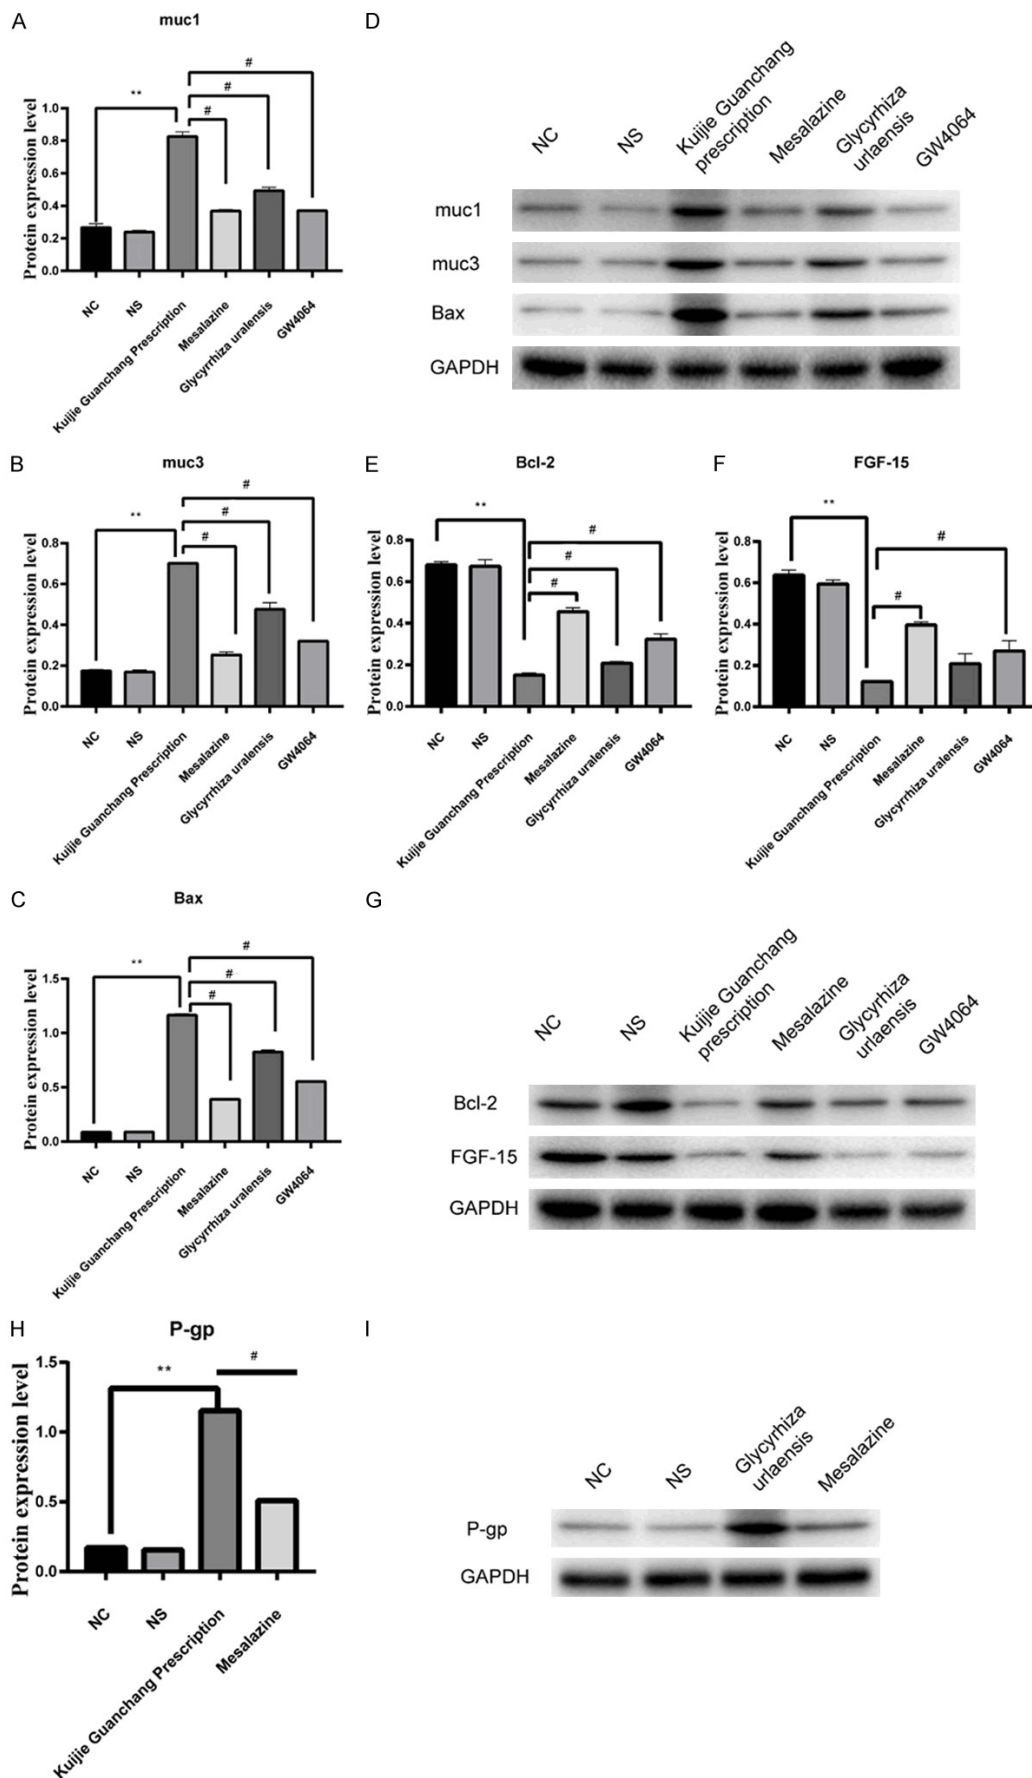 A
muc1
**
#
#
#
Protein expression level
1.0
0.8
0.6
0.4
0.2
0.0
NC
NS
Kuijie Guanchang Prescription
Mesalazine
Glycyrrhiza uralensis
GW4064
D
NC
NS
Kuijie Guanchang
prescription
Mesalazine
Glycyrhiza
urlaensis
GW4064
muc1
muc3
Bax
GAPDH
B
muc3
**
#
#
#
Protein expression level
0.8
0.6
0.4
0.2
0.0
NC
NS
Kuijie Guanchang Prescription
Mesalazine
Glycyrrhiza uralensis
GW4064
E
Bcl-2
**
#
#
#
Protein expression level
0.8
0.6
0.4
0.2
0.0
NC
NS
Kuijie Guanchang Prescription
Mesalazine
Glycyrrhiza uralensis
GW4064
F
FGF-15
**
#
#
Protein expression level
0.8
0.6
0.4
0.2
0.0
NC
NS
Kuijie Guanchang Prescription
Mesalazine
Glycyrrhiza uralensis
GW4064
C
Bax
**
#
#
#
Protein expression level
1.5
1.0
0.5
0.0
NC
NS
Kuijie Guanchang Prescription
Mesalazine
Glycyrrhiza uralensis
GW4064
G
NC
NS
Kuijie Guanchang
prescription
Mesalazine
Glycyrhiza
urlaensis
GW4064
Bcl-2
FGF-15
GAPDH
H
P-gp
**
#
Protein expression level
1.5
1.0
0.5
0.0
NC
NS
Kuijie Guanchang Prescription
Mesalazine
I
NC
NS
Glycyrhiza
urlaensis
Mesalazine
P-gp
GAPDH